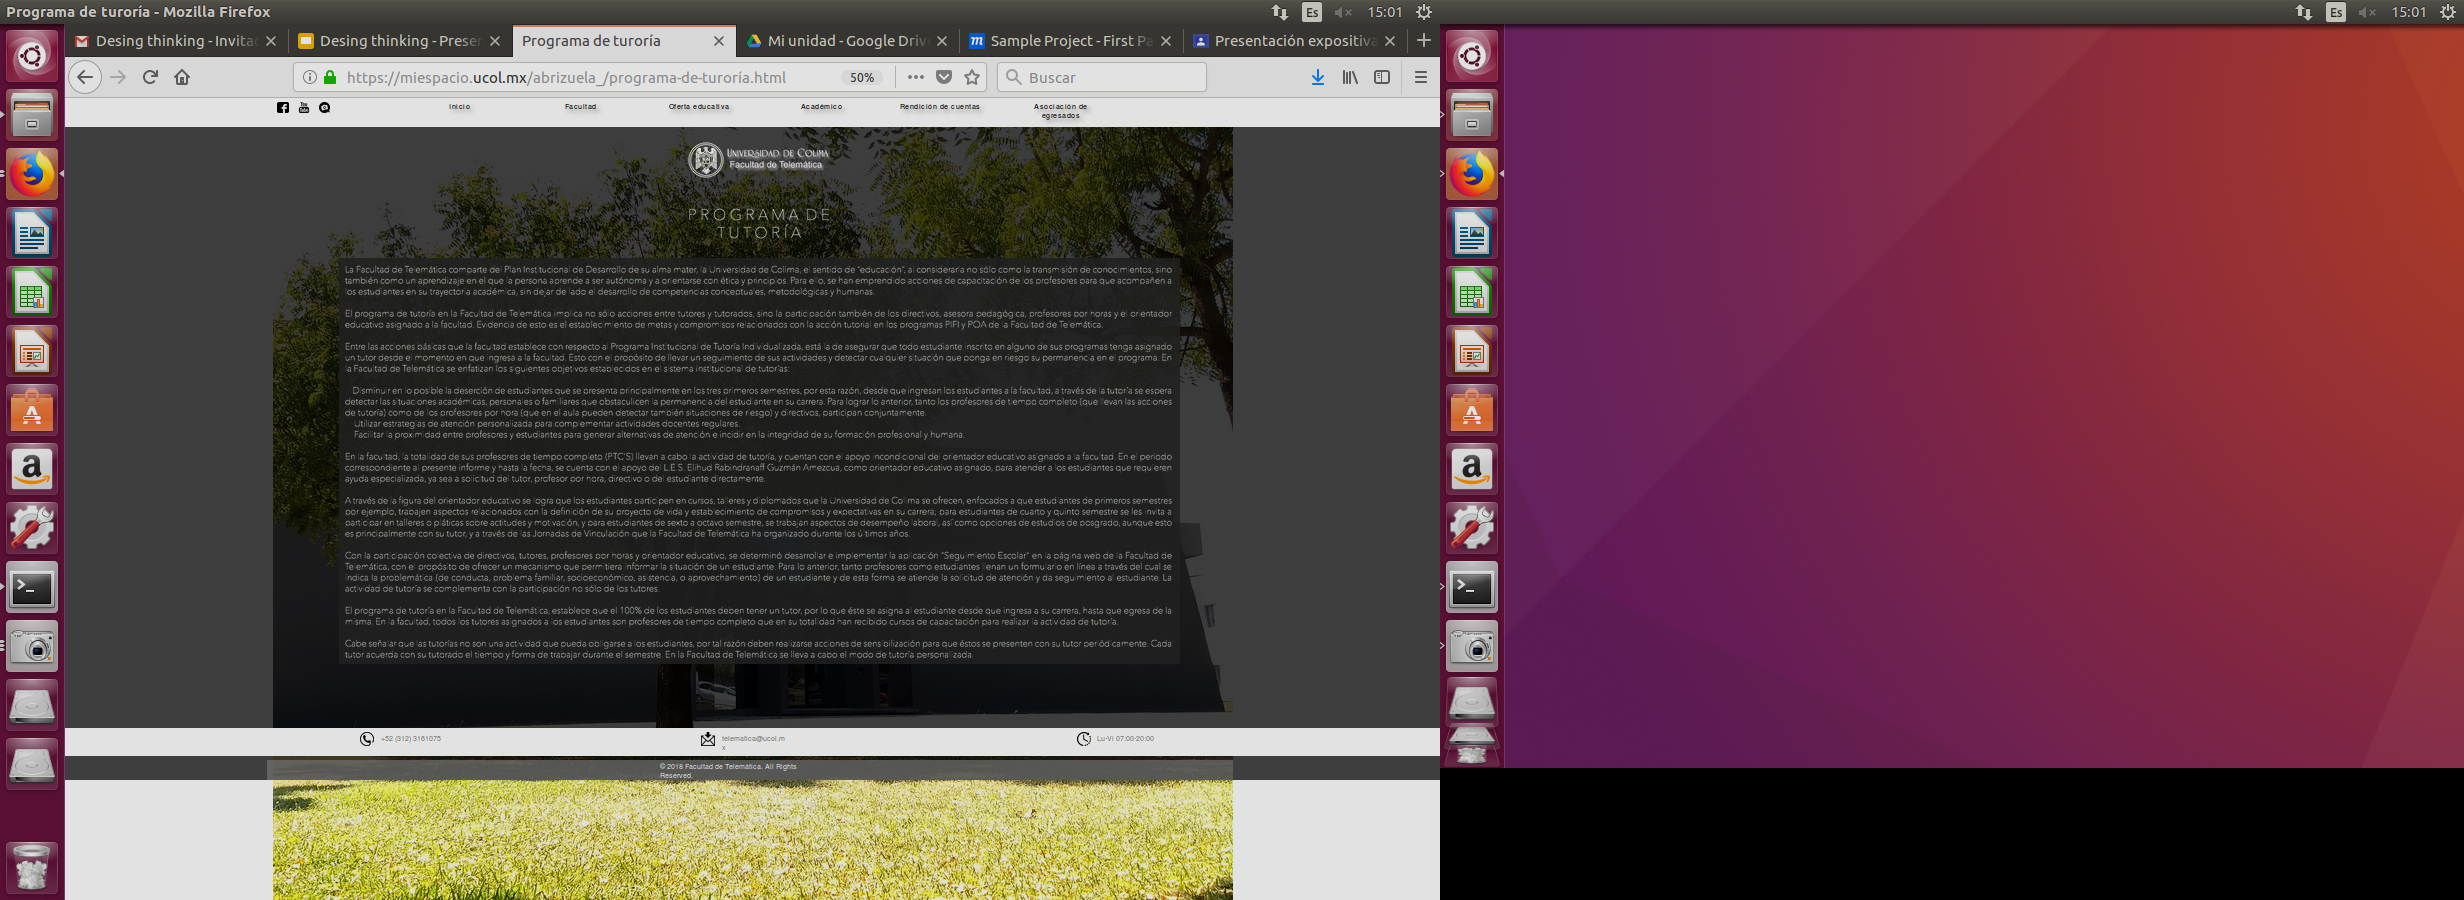 Programa de turoría - Mozilla Firefox
Es
15:01
Es
15:01
Desing thinking - Invitac
Desing thinking - Presen
Programa de turoría
Mi unidad - Google Drive
Sample Project - First Pa
Presentación expositiva
https://miespacio.ucol.mx/abrizuela_/programa-de-turoría.html
50%
Buscar
Inicio
Facultad
Oferta educativa
Académico
Rendición de cuentas
Asociación de
egresados
UNIVERSIDAD DE COLIMA
Facultad de Telemática
PROGRAMA DE
TUTORÍA
La Facultad de Telemática comparte del Plan Institucional de Desarrollo de su alma mater, la Universidad de Colima, el sentido de "educación", al considerarla no sólo como la transmisión de conocimientos, sino
también como un aprendizaje en el que la persona aprende a ser autónoma y a orientarse con ética y principios. Para ello, se han emprendido acciones de capacitación de los profesores para que acompañen a
los estudiantes en su trayectoria académica, sin dejar de lado el desarrollo de competencias conceptuales, metodológicas y humanas.
El programa de tutoría en la Facultad de Telemática implica no sólo acciones entre tutores y tutorados, sino la participación también de los directivos, asesora pedagógica, profesores por horas y el orientador
educativo asignado a la facultad. Evidencia de esto es el establecimiento de metas y compromisos relacionados con la acción tutorial en los programas PIFI y POA de la Facultad de Telemática.
Entre las acciones básicas que la facultad establece con respecto al Programa Institucional de Tutoría Individualizada, está la de asegurar que todo estudiante inscrito en alguno de sus programas tenga asignado
un tutor desde el momento en que ingresa a la facultad. Esto con el propósito de llevar un seguimiento de sus actividades y detectar cualquier situación que ponga en riesgo su permanencia en el programa. En
la Facultad de Telemática se enfatizan los siguientes objetivos establecidos en el sistema institucional de tutorías:
Disminuir en lo posible la deserción de estudiantes que se presenta principalmente en los tres primeros semestres, por esta razón, desde que ingresan los estudiantes a la facultad, a través de la tutoría se espera
detectar las situaciones académicas, personales o familiares que obstaculicen la permanencia del estudiante en su carrera. Para lograr lo anterior, tanto los profesores de tiempo completo (que llevan las acciones
de tutoría) como de los profesores por hora (que en el aula pueden detectar también situaciones de riesgo) y directivos, participan conjuntamente.
Utilizar estrategias de atención personalizada para complementar actividades docentes regulares.
Facilitar la proximidad entre profesores y estudiantes para generar alternativas de atención e incidir en la integridad de su formación profesional y humana.
En la facultad, la totalidad de sus profesores de tiempo completo (PTC'S) llevan a cabo la actividad de tutoría, y cuentan con el apoyo incondicional del orientador educativo asignado a la facultad. En el periodo
correspondiente al presente informe y hasta la fecha, se cuenta con el apoyo del L.E.S. Elihud Rabindranaff Guzmán Amezcua, como orientador educativo asignado, para atender a los estudiantes que requieren
ayuda especializada, ya sea a solicitud del tutor, profesor por hora, directivo o del estudiante directamente.
A través de la figura del orientador educativo se logra que los estudiantes participen en cursos, talleres y diplomados que la Universidad de Colima se ofrecen, enfocados a que estudiantes de primeros semestres
por ejemplo, trabajen aspectos relacionados con la definición de su proyecto de vida y establecimiento de compromisos y expectativas en su carrera; para estudiantes de cuarto y quinto semestre se les invita a
participar en talleres o pláticas sobre actitudes y motivación, y para estudiantes de sexto a octavo semestre, se trabajan aspectos de desempeño laboral, así como opciones de estudios de posgrado, aunque esto
es principalmente con su tutor, y a través de las Jornadas de Vinculación que la Facultad de Telemática ha organizado durante los últimos años.
Con la participación colectiva de directivos, tutores, profesores por horas y orientador educativo, se determinó desarrollar e implementar la aplicación "Seguimiento Escolar" en la página web de la Facultad de
Telemática, con el propósito de ofrecer un mecanismo que permitiera informar la situación de un estudiante. Para lo anterior, tanto profesores como estudiantes llenan un formulario en línea a través del cual se
indica la problemática (de conducta, problema familiar, socioeconómico, asistencia, o aprovechamiento) de un estudiante y de esta forma se atiende la solicitud de atención y da seguimiento al estudiante. La
actividad de tutoría se complementa con la participación no sólo de los tutores.
El programa de tutoría en la Facultad de Telemática, establece que el 100% de los estudiantes deben tener un tutor, por lo que éste se asigna al estudiante desde que ingresa a su carrera, hasta que egresa de la
misma. En la facultad, todos los tutores asignados a los estudiantes son profesores de tiempo completo que en su totalidad han recibido cursos de capacitación para realizar la actividad de tutoría.
Cabe señalar que las tutorías no son una actividad que pueda obligarse a los estudiantes, por tal razón deben realizarse acciones de sensibilización para que éstos se presenten con su tutor periódicamente. Cada
tutor acuerda con su tutorado el tiempo y forma de trabajar durante el semestre. En la Facultad de Telemática se lleva a cabo el modo de tutoría personalizada.
+52 (312) 3161075
telematica@ucol.m
x
Lu-Vi 07:00-20:00
© 2018 Facultad de Telemática. All Rights
Reserved.